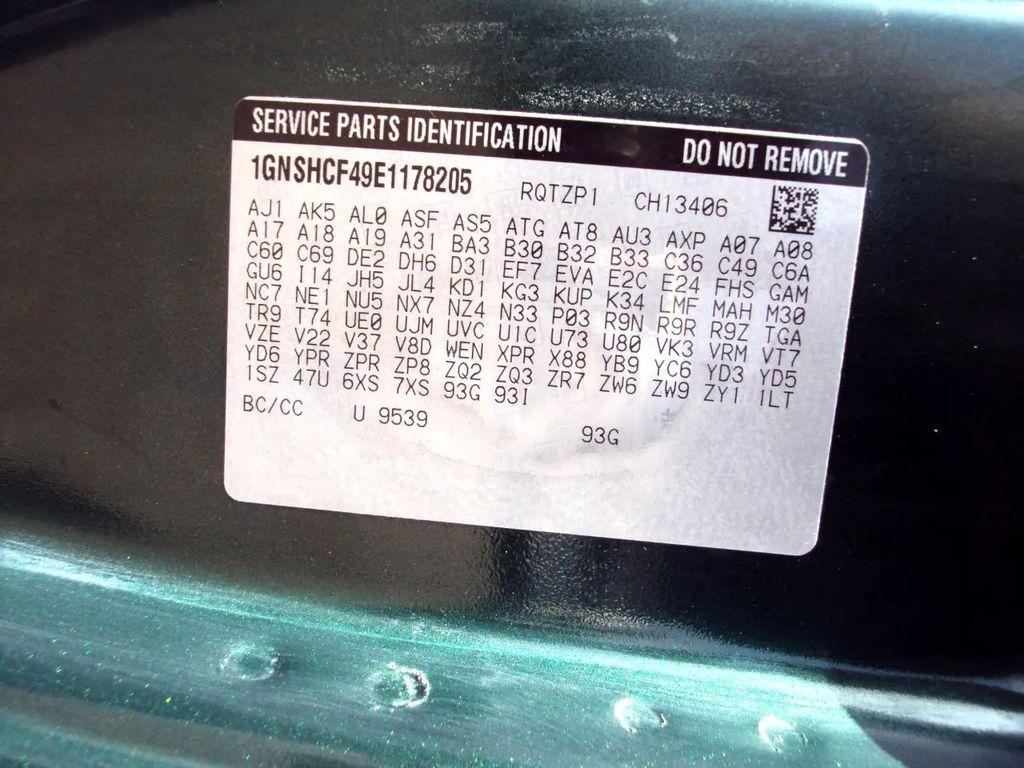 SERVICE PARTS IDENTIFICATION DO NOT REMOVE
1GNSHCF49E1178205 RQTZP1 CH13406
AJ1 AK5 AL0 ASF AS5 ATG AT8 AU3 AXP A07 A08
A17 A18 A19 A31 BA3 B30 B32 B33 C36 C49 C6A
C60 C69 DE2 DH6 D31 EF7 EVA E2C E24 FHS GAM
GU6 I14 JH5 JL4 KD1 KG3 KUP K34 LMF MAH M30
NC7 NE1 NU5 NX7 NZ4 N33 P03 R9N R9R R9Z TGA
TR9 T74 UE0 UJM UVC U1C U73 U80 VK3 VRM VT7
VZE V22 V37 V8D WEN XPR X88 YB9 YC6 YD3 YD5
YD6 YPR ZPR ZP8 ZQ2 ZQ3 ZR7 ZW6 ZW9 ZY1 1LT
1SZ 47U 6XS 7XS 93G 93I
BC/CC U 9539 93G